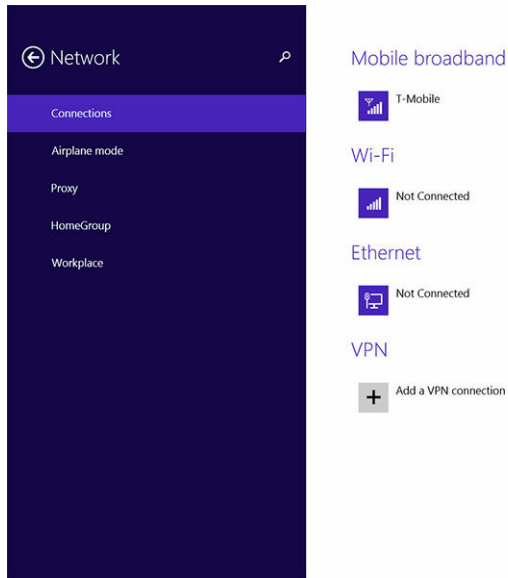 Network
Connections
Airplane mode
Proxy
HomeGroup
Workplace
Mobile broadband
T-Mobile
Wi-Fi
Not Connected
Ethernet
Not Connected
VPN
Add a VPN connection